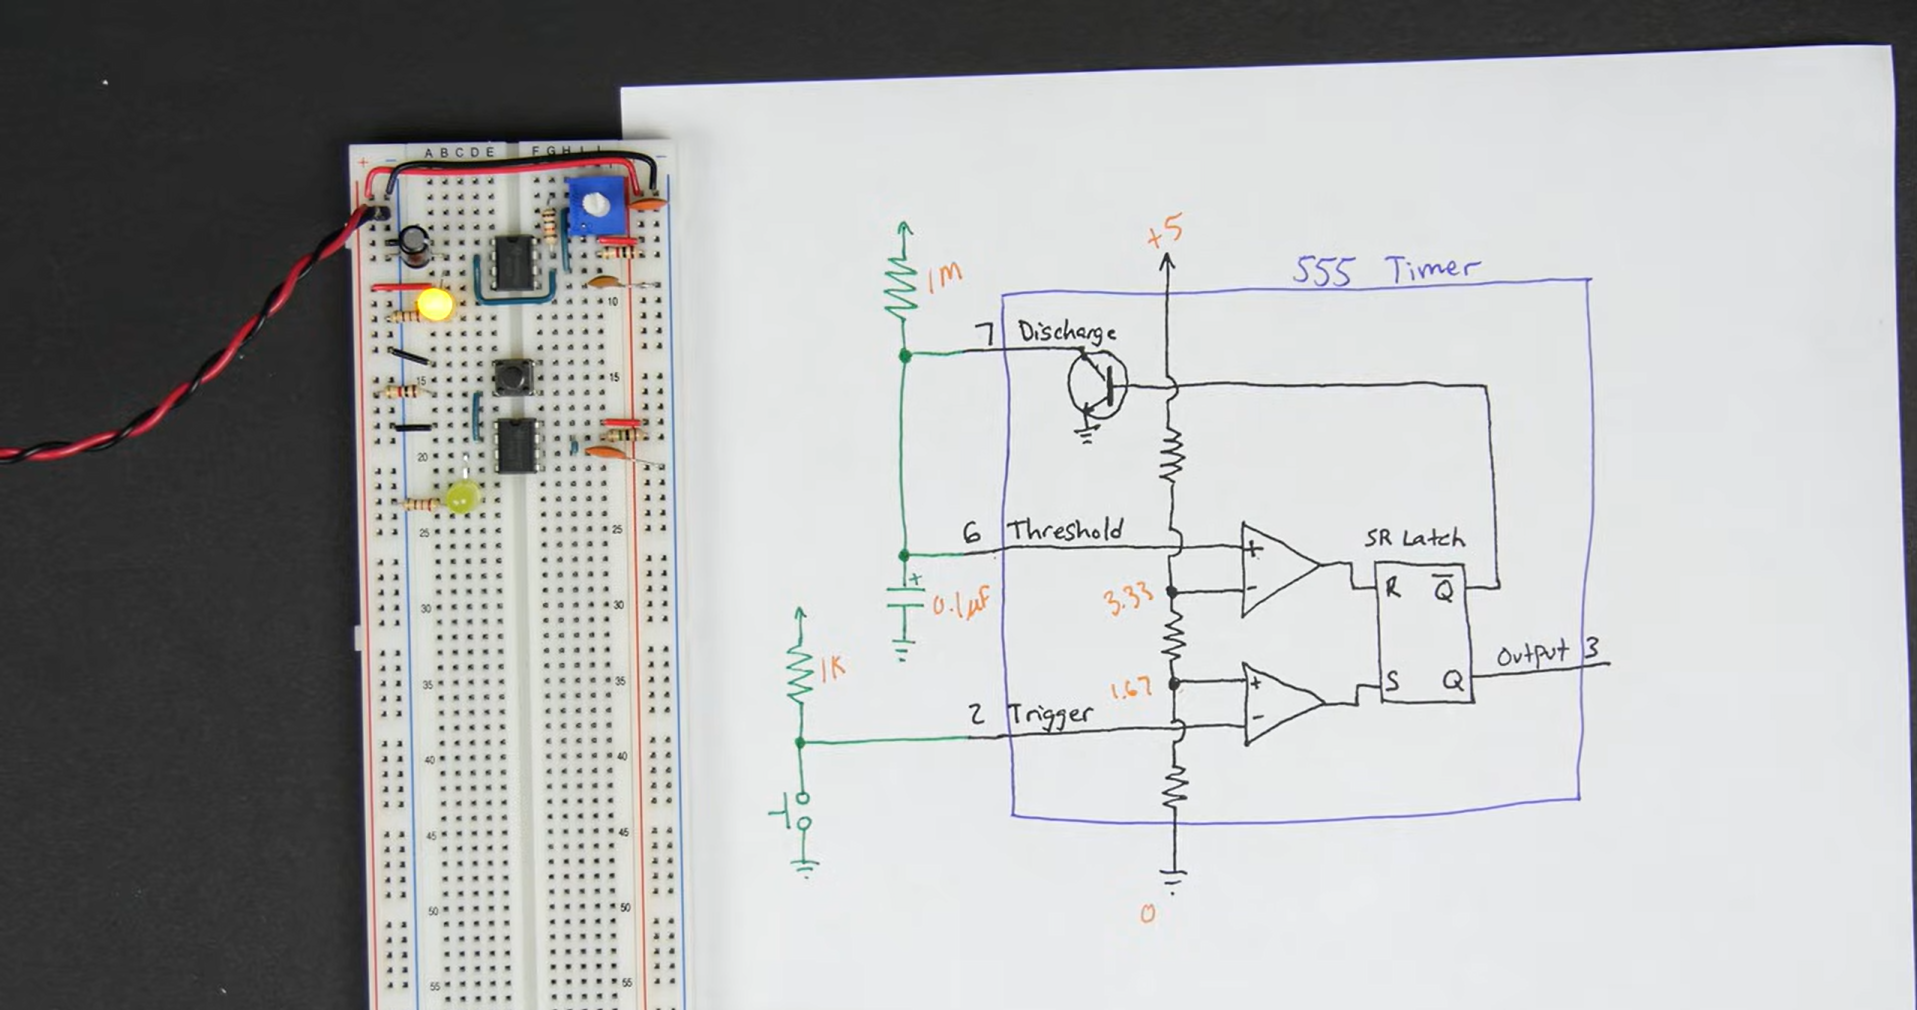 + −
A B C D E
F G H I J
−
10
15
15
20
25
25
30
30
35
35
40
40
45
45
50
50
55
55
+5
555 Timer
1M
7 Discharge
6 Threshold
SR Latch
+
+
−
3.33
0.1µF
R Q̅
1K
1.67
+
−
S Q
Output 3
2 Trigger
0